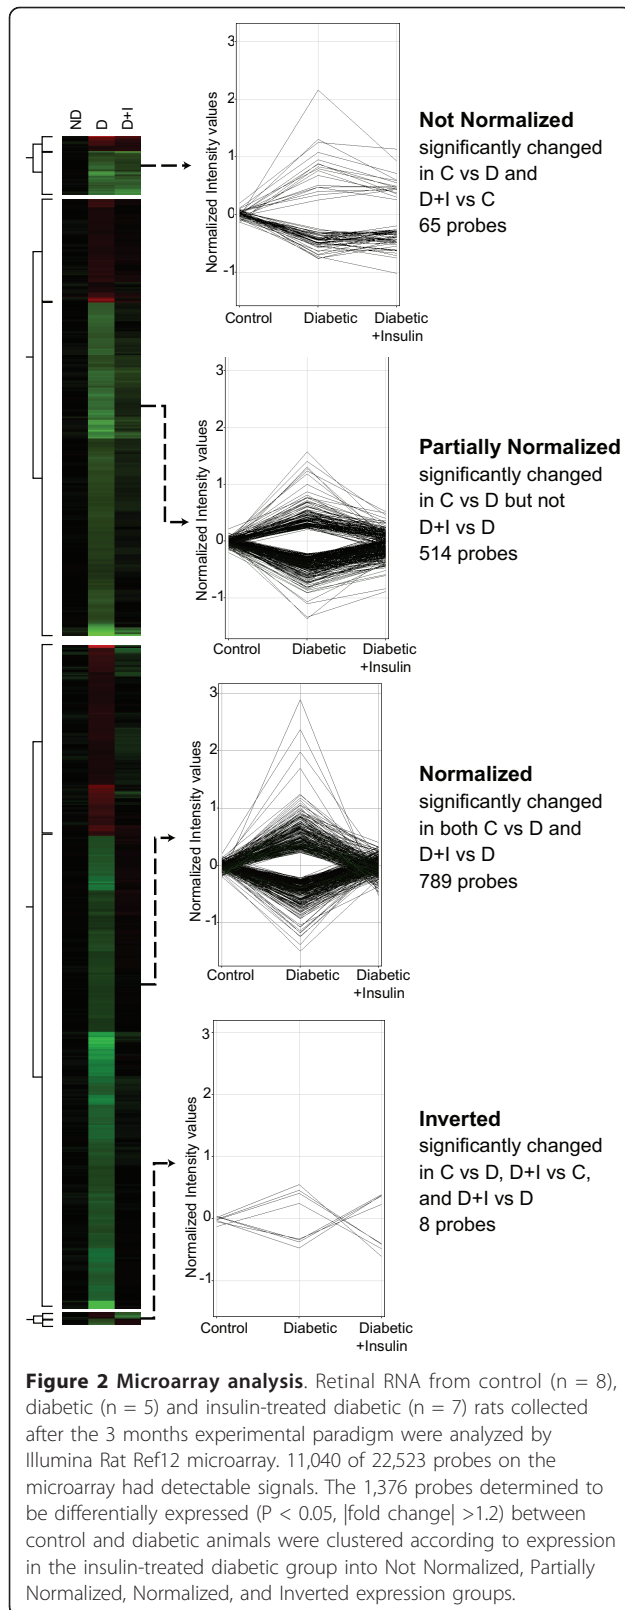 ND
D
D+I
Normalized Intensity values
3
2
1
0
-1
Control
Diabetic
Diabetic
+Insulin
Not Normalized
significantly changed
in C vs D and
D+I vs C
65 probes
Normalized Intensity values
3
2
1
0
-1
Control
Diabetic
Diabetic
+Insulin
Partially Normalized
significantly changed
in C vs D but not
D+I vs D
514 probes
Normalized Intensity values
3
2
1
0
-1
Control
Diabetic
Diabetic
+Insulin
Normalized
significantly changed
in both C vs D and
D+I vs D
789 probes
Normalized Intensity values
3
2
1
0
-1
Control
Diabetic
Diabetic
+Insulin
Inverted
significantly changed
in C vs D, D+I vs C,
and D+I vs D
8 probes
Figure 2 Microarray analysis. Retinal RNA from control (n = 8),
diabetic (n = 5) and insulin-treated diabetic (n = 7) rats collected
after the 3 months experimental paradigm were analyzed by
Illumina Rat Ref12 microarray. 11,040 of 22,523 probes on the
microarray had detectable signals. The 1,376 probes determined to
be differentially expressed (P < 0.05, |fold change| >1.2) between
control and diabetic animals were clustered according to expression
in the insulin-treated diabetic group into Not Normalized, Partially
Normalized, Normalized, and Inverted expression groups.